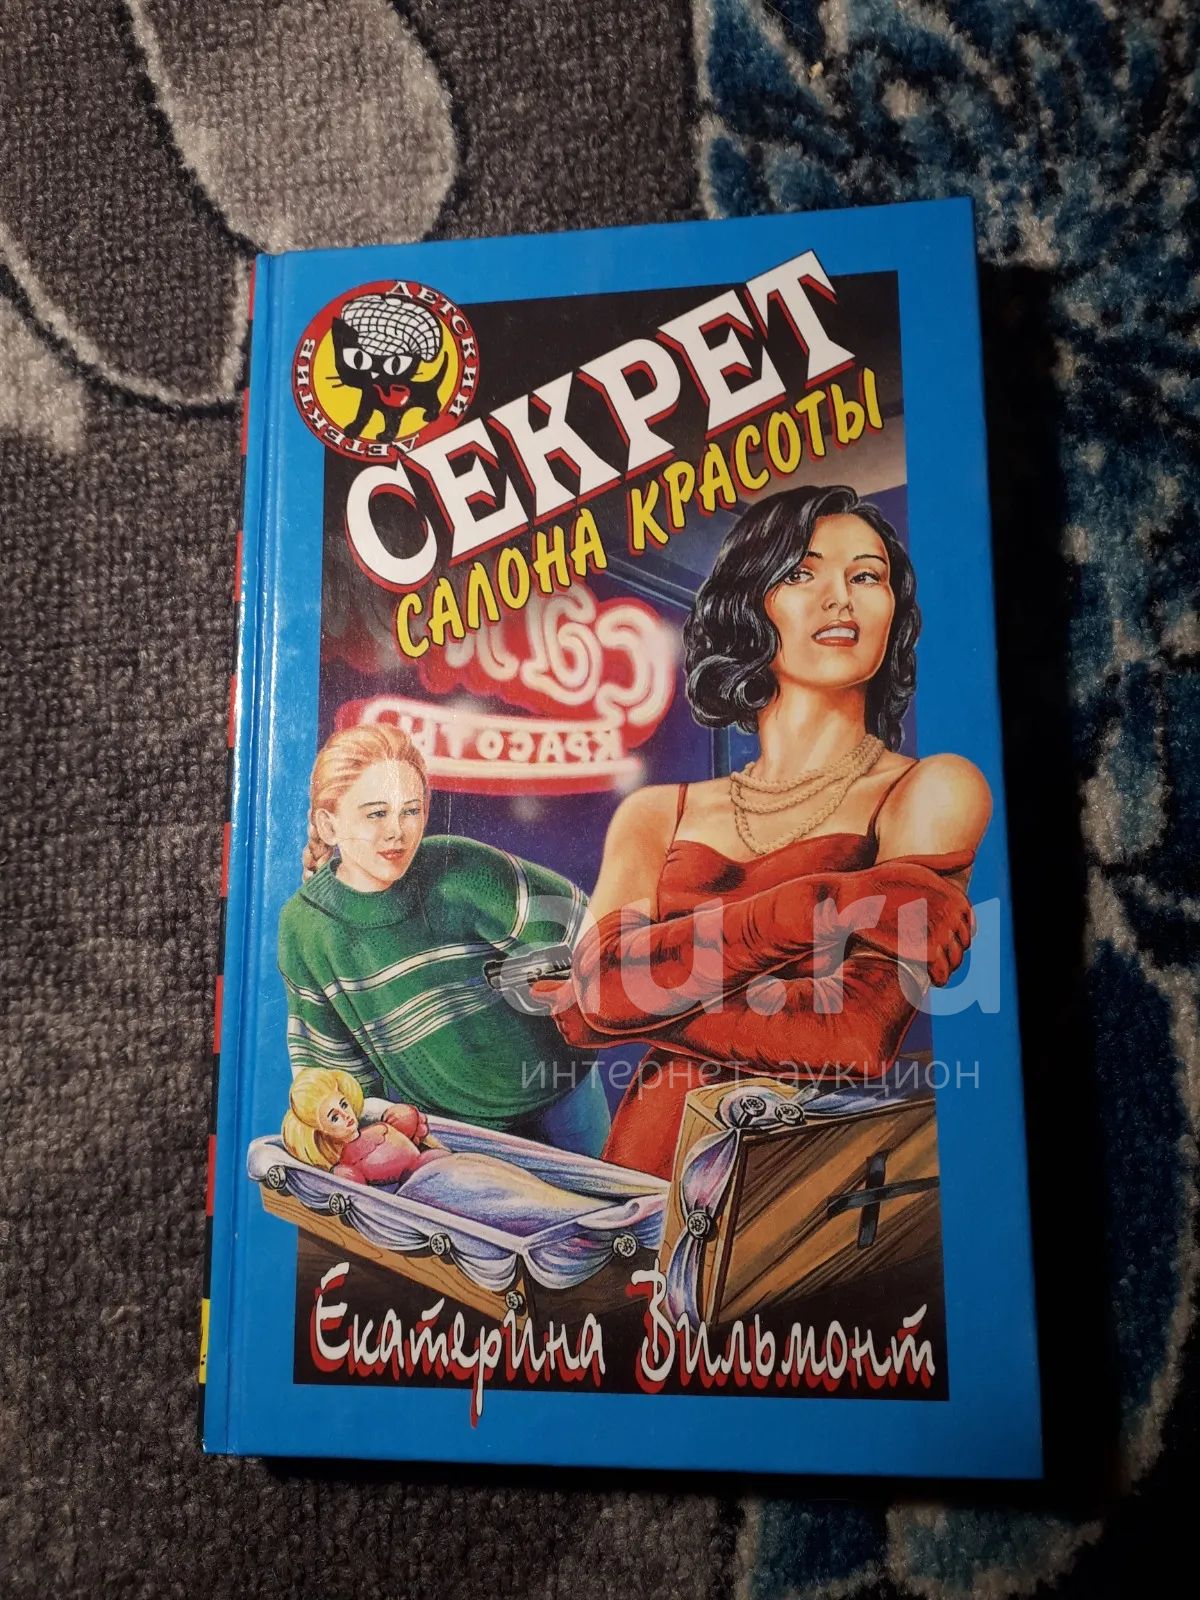 ДЕТСКИЙ
ДЕТЕКТИВ
СЕКРЕТ
САЛОНА КРАСОТЫ
КРАСОТЫ
Екатерина Вильмонт
au.ru
интернет-аукцион